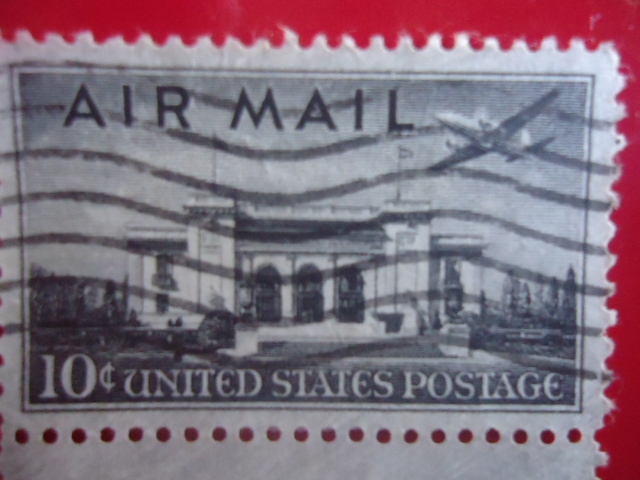 AIR MAIL
10¢ UNITED STATES POSTAGE